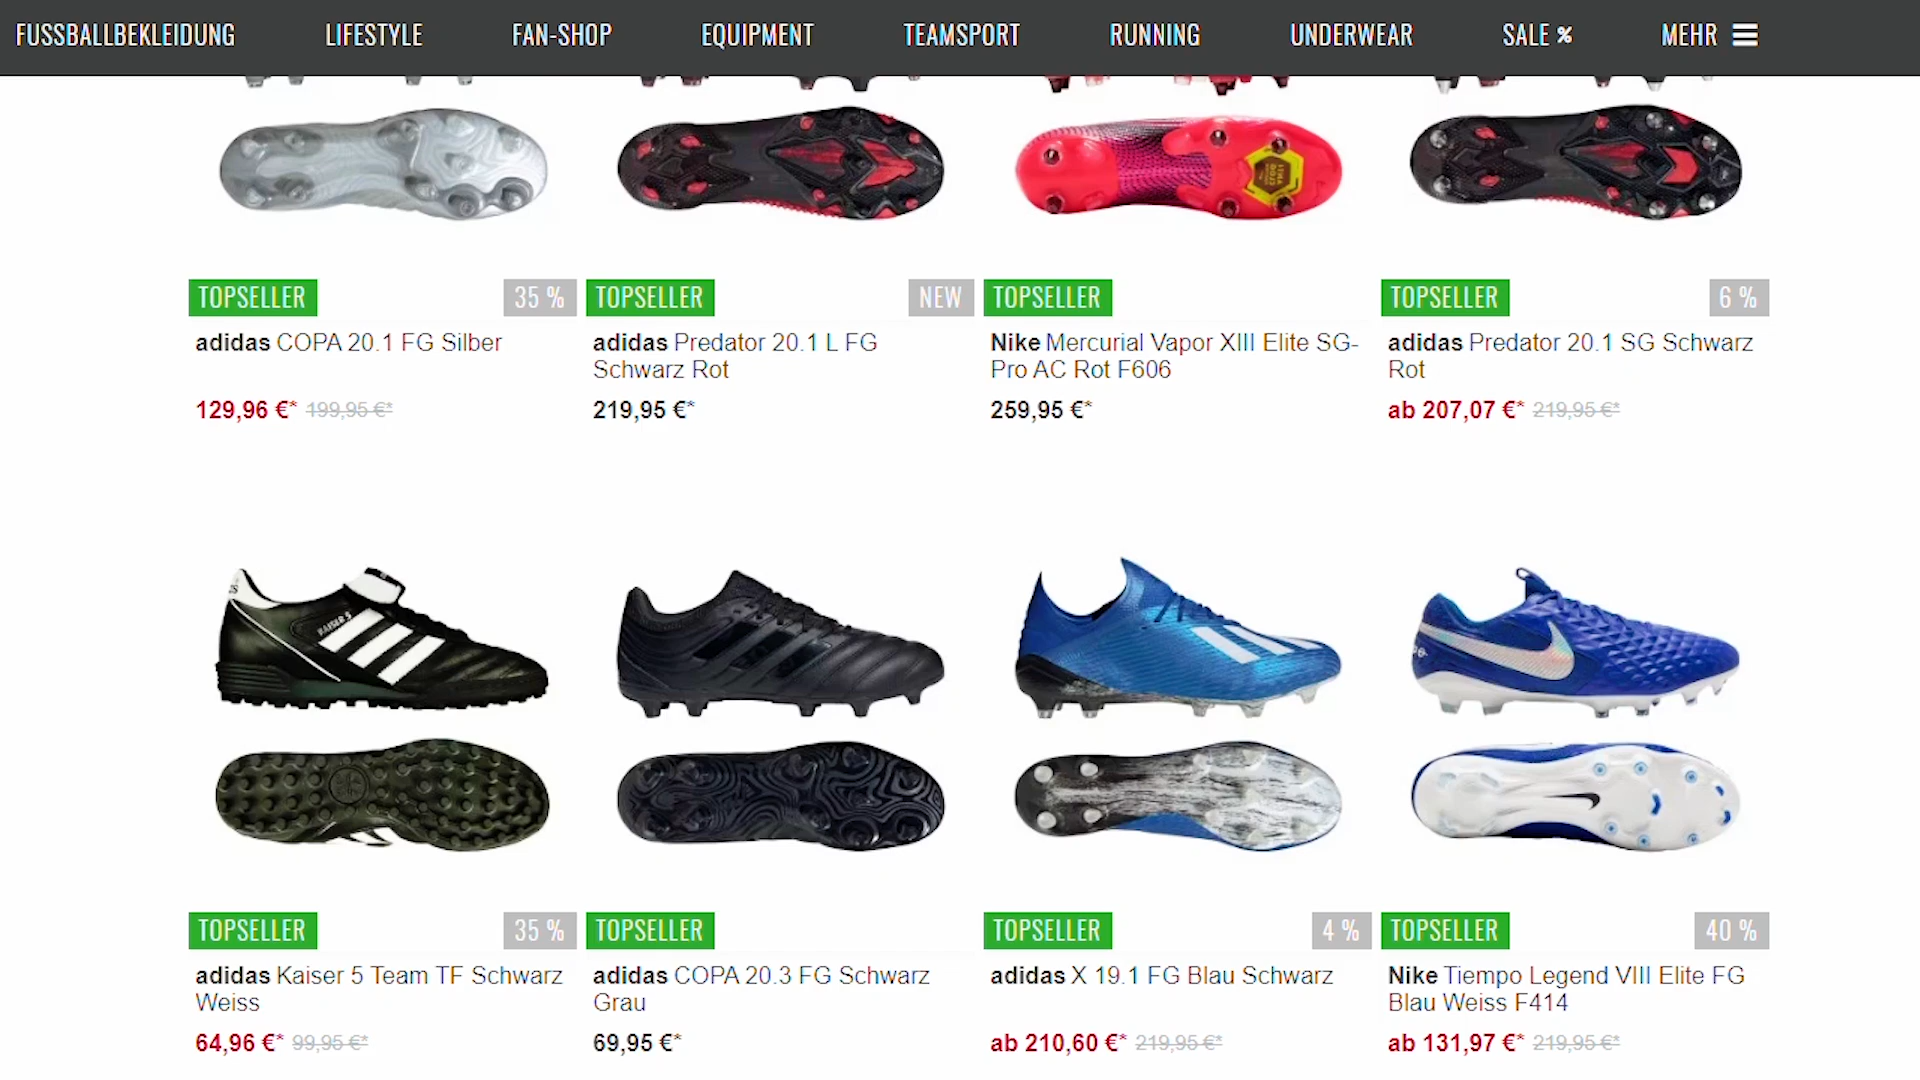 FUSSBALLBEKLEIDUNG LIFESTYLE FAN-SHOP EQUIPMENT TEAMSPORT RUNNING UNDERWEAR SALE % MEHR
TOPSELLER 35 %
adidas COPA 20.1 FG Silber
129,96 €* 199,95 €*
TOPSELLER NEW
adidas Predator 20.1 L FG
Schwarz Rot
219,95 €*
TOPSELLER
Nike Mercurial Vapor XIII Elite SG-
Pro AC Rot F606
259,95 €*
TOPSELLER 6 %
adidas Predator 20.1 SG Schwarz
Rot
ab 207,07 €* 219,95 €*
KAISER 5
TOPSELLER 35 %
adidas Kaiser 5 Team TF Schwarz
Weiss
64,96 €* 99,95 €*
TOPSELLER
adidas COPA 20.3 FG Schwarz
Grau
69,95 €*
TOPSELLER 4 %
adidas X 19.1 FG Blau Schwarz
ab 210,60 €* 219,95 €*
TOPSELLER 40 %
Nike Tiempo Legend VIII Elite FG
Blau Weiss F414
ab 131,97 €* 219,95 €*